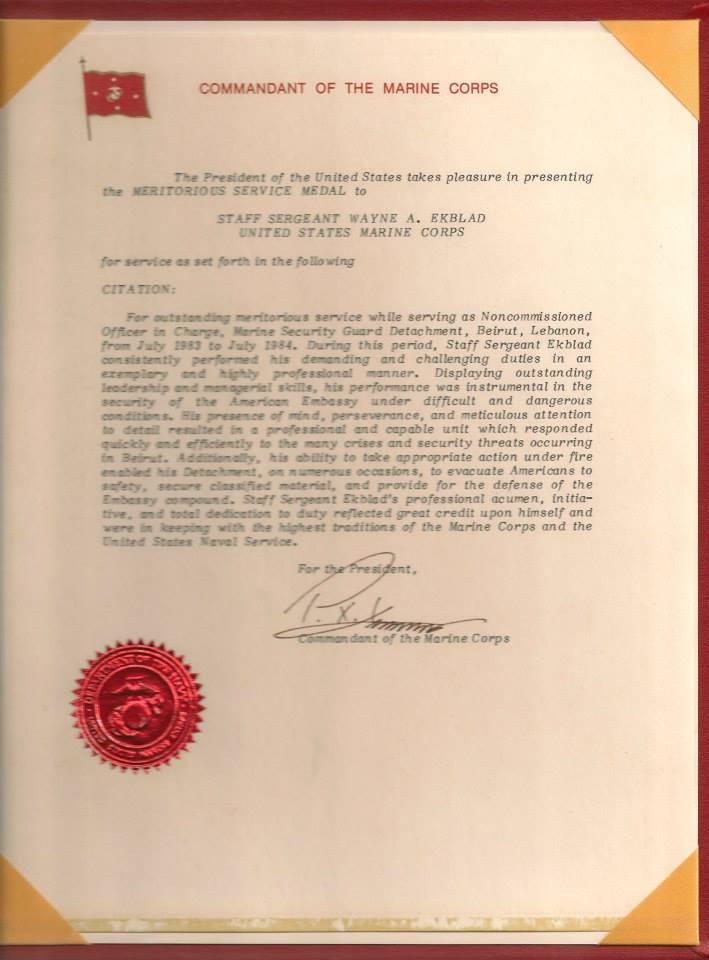 COMMANDANT OF THE MARINE CORPS
The President of the United States takes pleasure in presenting
the MERITORIOUS SERVICE MEDAL to
STAFF SERGEANT WAYNE A. EKBLAD
UNITED STATES MARINE CORPS
for service as set forth in the following
CITATION:
For outstanding meritorious service while serving as Noncommissioned
Officer in Charge, Marine Security Guard Detachment, Beirut, Lebanon,
from July 1983 to July 1984. During this period, Staff Sergeant Ekblad
consistently performed his demanding and challenging duties in an
exemplary and highly professional manner. Displaying outstanding
leadership and managerial skills, his performance was instrumental in the
security of the American Embassy under difficult and dangerous
conditions. His presence of mind, perseverance, and meticulous attention
to detail resulted in a professional and capable unit which responded
quickly and efficiently to the many crises and security threats occurring
in Beirut. Additionally, his ability to take appropriate action under fire
enabled his Detachment, on numerous occasions, to evacuate Americans to
safety, secure classified material, and provide for the defense of the
Embassy compound. Staff Sergeant Ekblad's professional acumen, initia-
tive, and total dedication to duty reflected great credit upon himself and
were in keeping with the highest traditions of the Marine Corps and the
United States Naval Service.
For the President,
P. X.
Commandant of the Marine Corps
DEPARTMENT OF THE NAVY